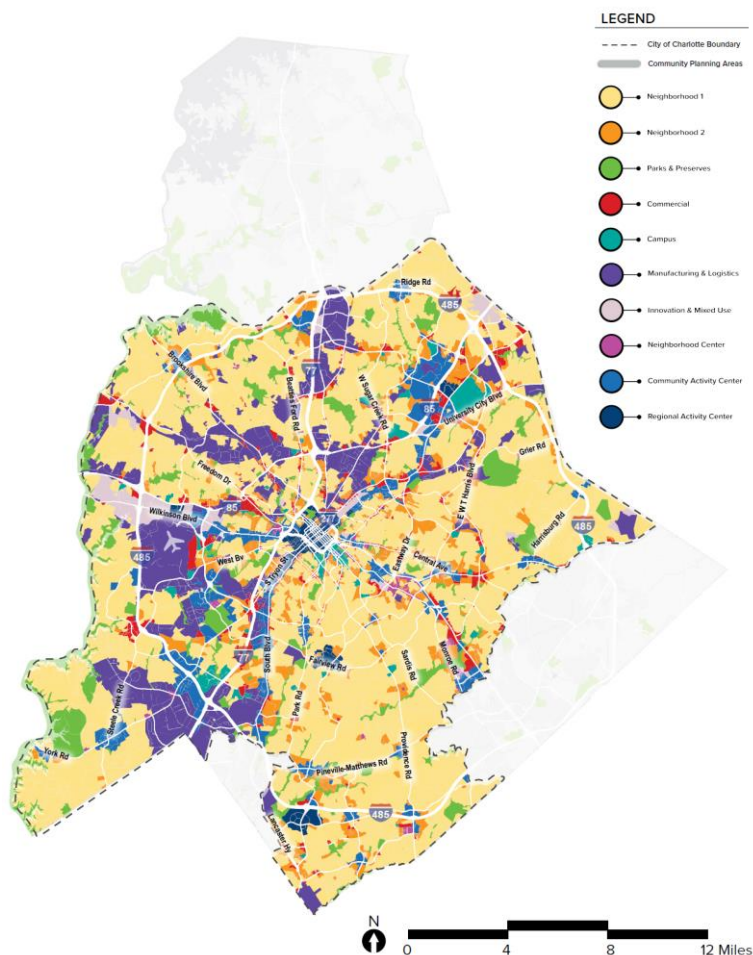 LEGEND
City of Charlotte Boundary
Community Planning Areas
Neighborhood 1
Neighborhood 2
Parks & Preserves
Commercial
Campus
Manufacturing & Logistics
Innovation & Mixed Use
Neighborhood Center
Community Activity Center
Regional Activity Center
Ridge Rd
485
Brookshire Blvd
77
Beatties Ford Rd
W Sugar Creek Rd
85
University City Blvd
Grier Rd
Freedom Dr
E W T Harris Blvd
85
277
Wilkinson Blvd
Harrisburg Rd
485
485
West Bv
Eastway Dr
Central Ave
S Tryon St
77
South Blvd
Fairview Rd
Monroe Rd
Sardis Rd
Park Rd
Steele Creek Rd
York Rd
Providence Rd
Pineville-Matthews Rd
485
Lancaster Hy
N
0 4 8 12 Miles